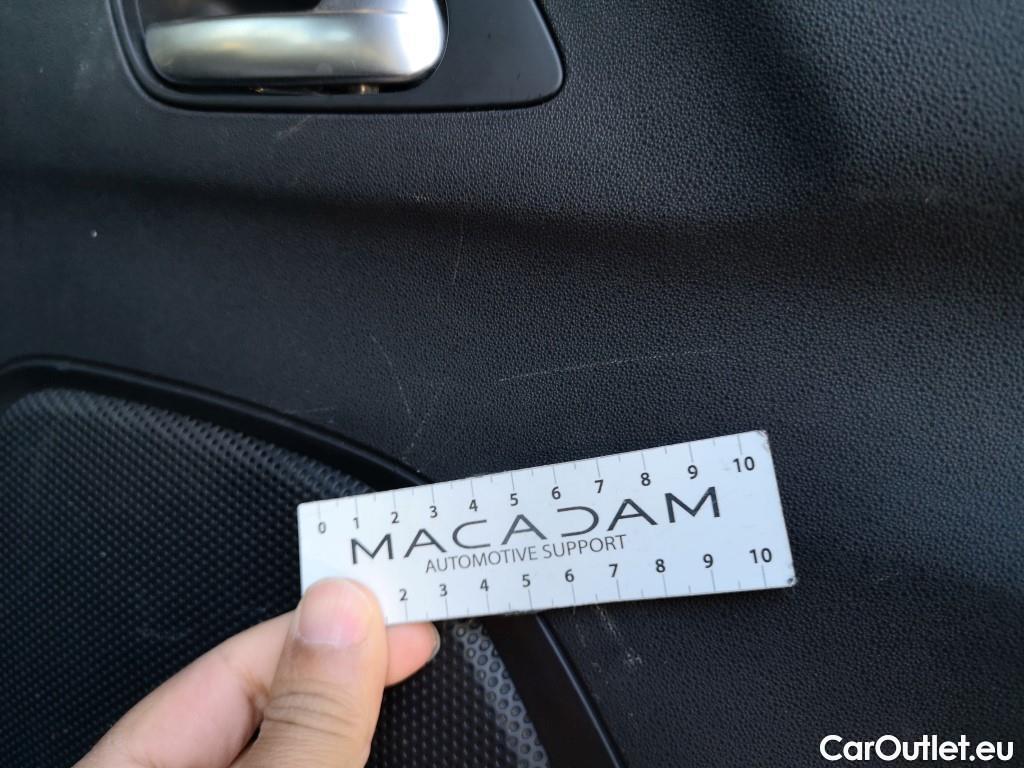 0 1 2 3 4 5 6 7 8 9 10
MACADAM
AUTOMOTIVE SUPPORT
2 3 4 5 6 7 8 9 10
CarOutlet.eu